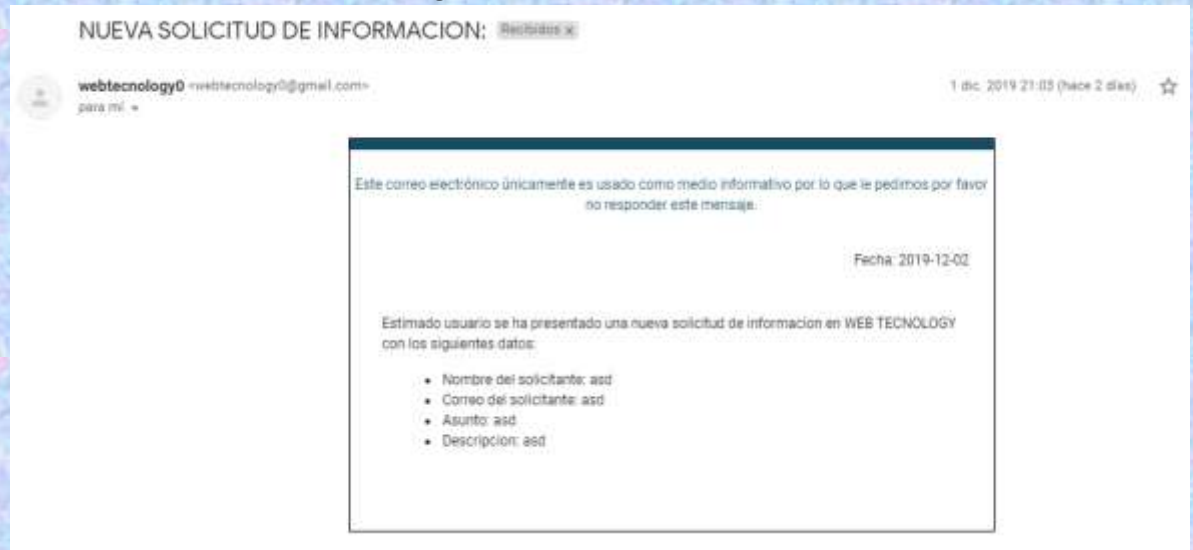 NUEVA SOLICITUD DE INFORMACION: Recibidos x
webtecnology0 <webtecnology0@gmail.com>
1 dic. 2019 21:03 (hace 2 días)
para mí
Este correo electrónico únicamente es usado como medio informativo por lo que le pedimos por favor
no responder este mensaje.
Fecha: 2019-12-02
Estimado usuario se ha presentado una nueva solicitud de informacion en WEB TECNOLOGY
con los siguientes datos:
• Nombre del solicitante: asd
• Correo del solicitante: asd
• Asunto: asd
• Descripcion: asd